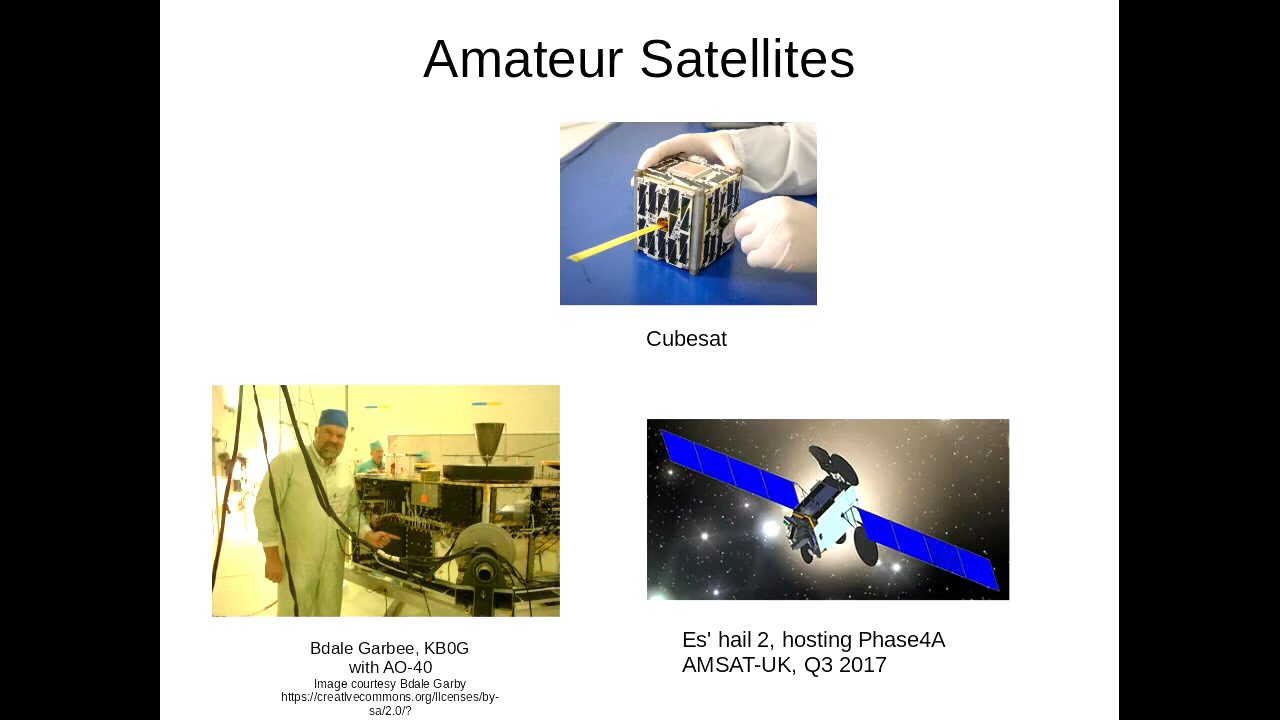 Amateur Satellites
Cubesat
Bdale Garbee, KB0G
with AO-40
Image courtesy Bdale Garby
https://creativecommons.org/licenses/by-
sa/2.0/?
Es' hail 2, hosting Phase4A
AMSAT-UK, Q3 2017